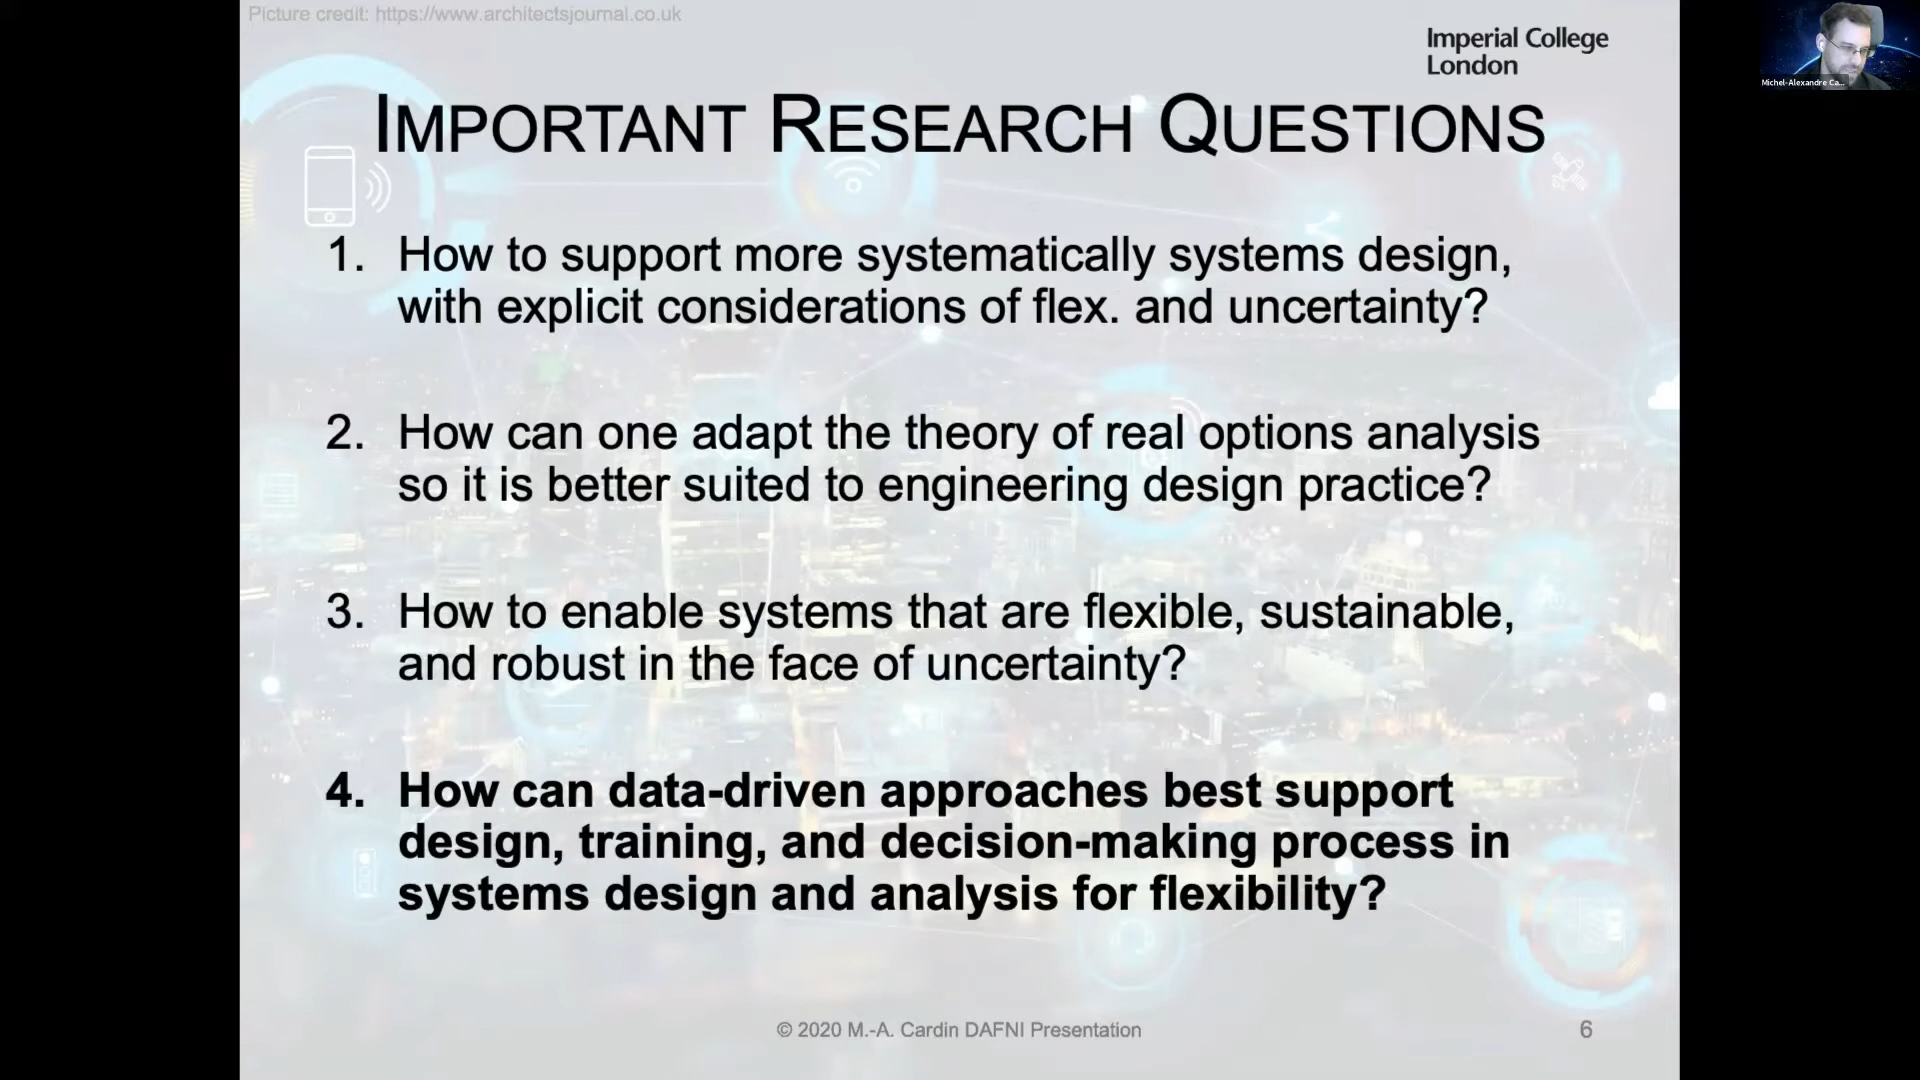 Picture credit: https://www.architectsjournal.co.uk
Imperial College
London
Michel-Alexandre Ca...
IMPORTANT RESEARCH QUESTIONS
1. How to support more systematically systems design,
with explicit considerations of flex. and uncertainty?
2. How can one adapt the theory of real options analysis
so it is better suited to engineering design practice?
3. How to enable systems that are flexible, sustainable,
and robust in the face of uncertainty?
4. How can data-driven approaches best support
design, training, and decision-making process in
systems design and analysis for flexibility?
© 2020 M.-A. Cardin DAFNI Presentation
6